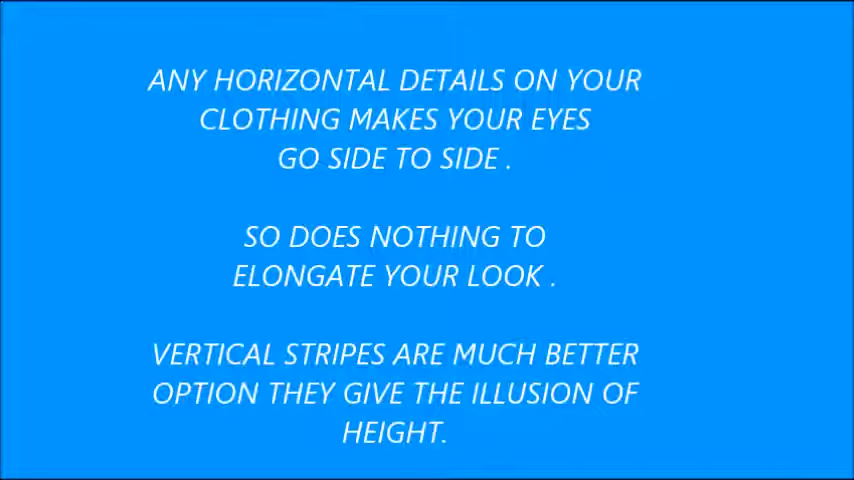 ANY HORIZONTAL DETAILS ON YOUR
CLOTHING MAKES YOUR EYES
GO SIDE TO SIDE .
SO DOES NOTHING TO
ELONGATE YOUR LOOK .
VERTICAL STRIPES ARE MUCH BETTER
OPTION THEY GIVE THE ILLUSION OF
HEIGHT.